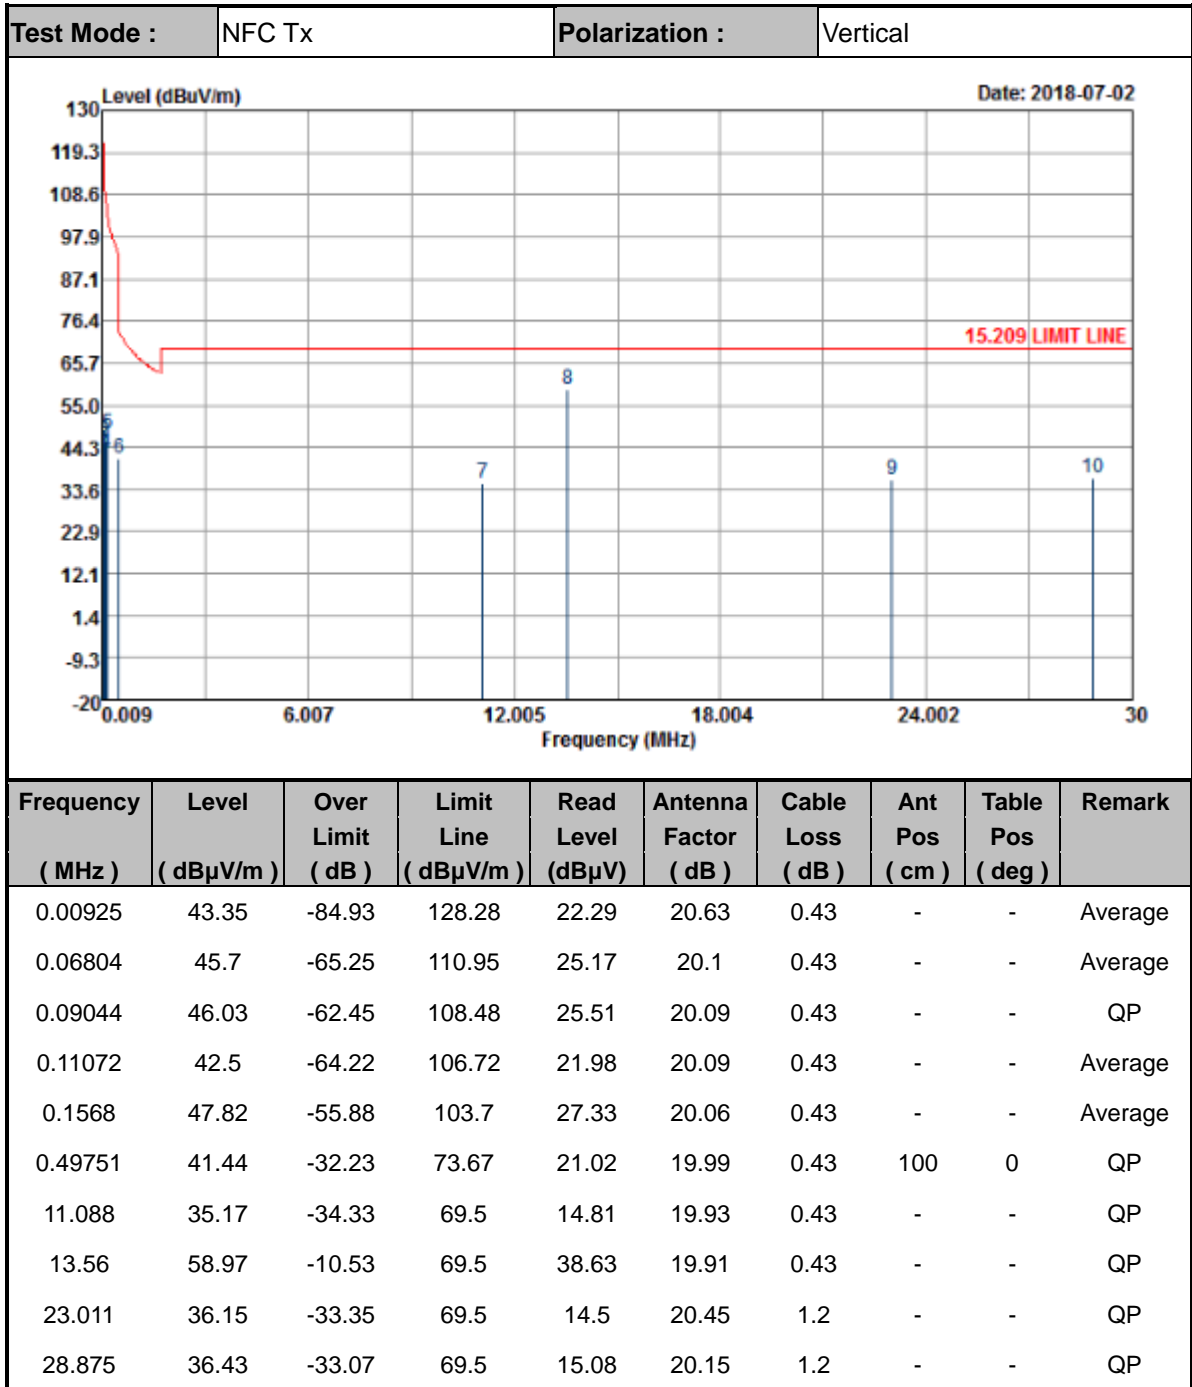 Test Mode : NFC Tx Polarization : Vertical
Level (dBuV/m) Date: 2018-07-02
130
119.3
108.6
97.9
87.1
76.4
15.209 LIMIT LINE
65.7
8
55.0
5
44.3
6
7 9 10
33.6
22.9
12.1
1.4
-9.3
-20
0.009 6.007 12.005 18.004 24.002 30
Frequency (MHz)
Frequency Level Over Limit Read Antenna Cable Ant Table Remark
Limit Line Level Factor Loss Pos Pos
( MHz ) ( dBµV/m ) ( dB ) ( dBµV/m ) (dBµV) ( dB ) ( dB ) ( cm ) ( deg )
0.00925 43.35 -84.93 128.28 22.29 20.63 0.43 - - Average
0.06804 45.7 -65.25 110.95 25.17 20.1 0.43 - - Average
0.09044 46.03 -62.45 108.48 25.51 20.09 0.43 - - QP
0.11072 42.5 -64.22 106.72 21.98 20.09 0.43 - - Average
0.1568 47.82 -55.88 103.7 27.33 20.06 0.43 - - Average
0.49751 41.44 -32.23 73.67 21.02 19.99 0.43 100 0 QP
11.088 35.17 -34.33 69.5 14.81 19.93 0.43 - - QP
13.56 58.97 -10.53 69.5 38.63 19.91 0.43 - - QP
23.011 36.15 -33.35 69.5 14.5 20.45 1.2 - - QP
28.875 36.43 -33.07 69.5 15.08 20.15 1.2 - - QP